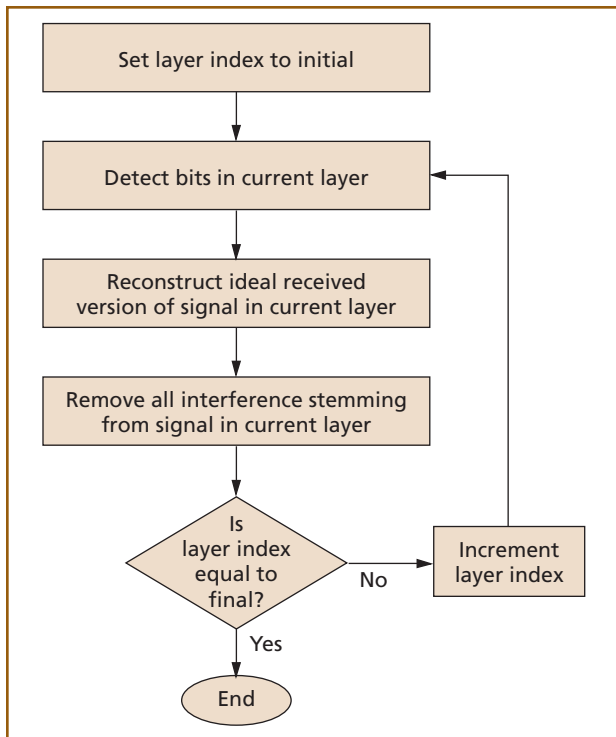 Set layer index to initial
Detect bits in current layer
Reconstruct ideal received
version of signal in current layer
Remove all interference stemming
from signal in current layer
Is
layer index
equal to
final?
No
Increment
layer index
Yes
End